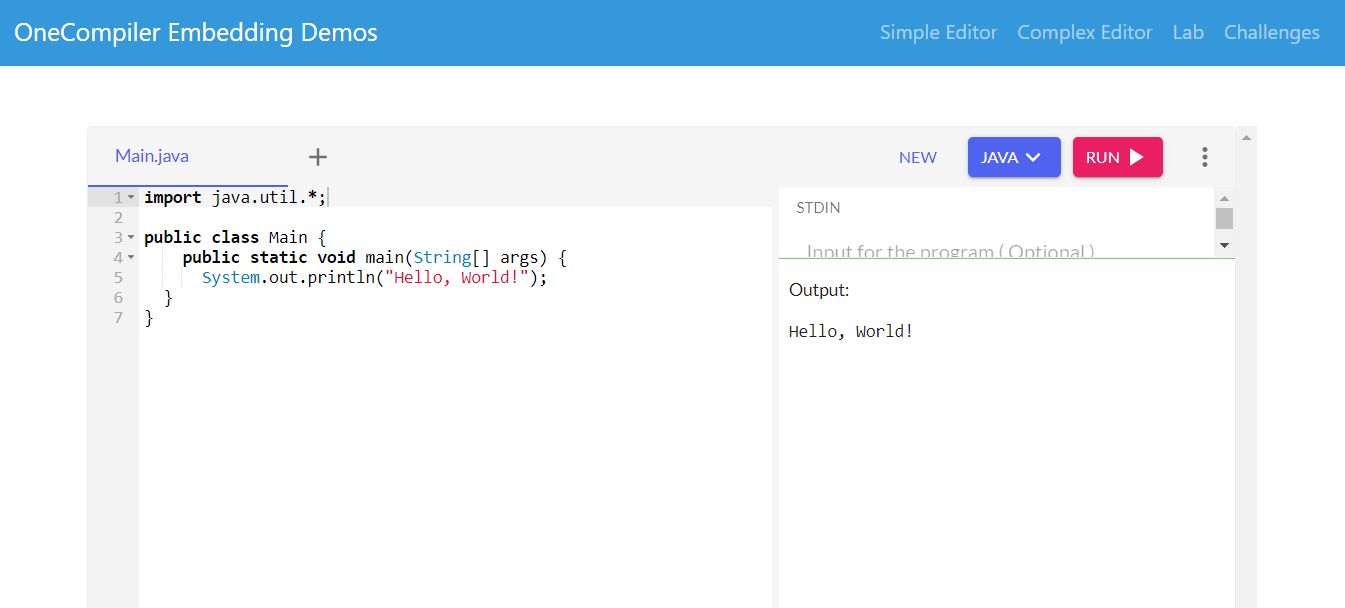 OneCompiler Embedding Demos Simple Editor Complex Editor Lab Challenges
Main.java + NEW JAVA RUN
1 import java.util.*;
2
3 public class Main {
4     public static void main(String[] args) {
5       System.out.println("Hello, World!");
6   }
7 }
STDIN
Input for the program ( Optional )
Output:
Hello, World!